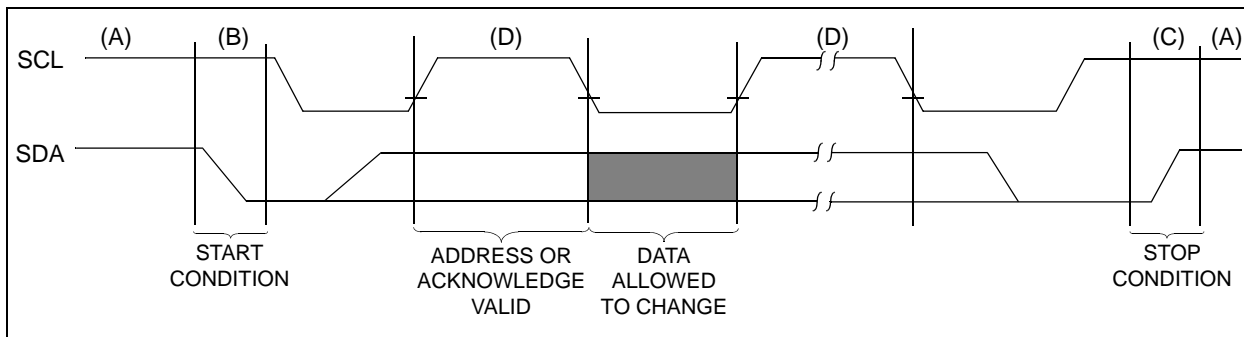 (A) (B) (D) (D) (C) (A)
SCL
SDA
START
CONDITION
ADDRESS OR
ACKNOWLEDGE
VALID
DATA
ALLOWED
TO CHANGE
STOP
CONDITION